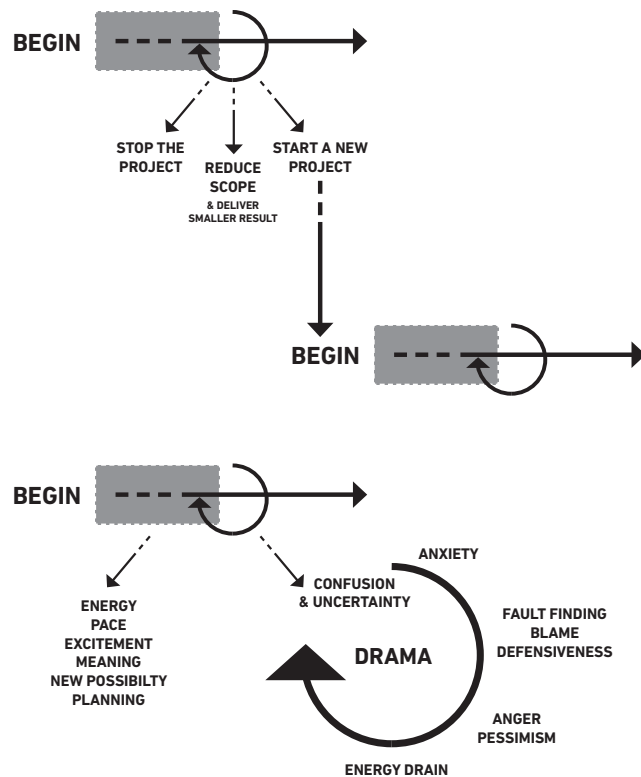 BEGIN
STOP THE
PROJECT
REDUCE
SCOPE
& DELIVER
SMALLER RESULT
START A NEW
PROJECT
BEGIN
BEGIN
ENERGY
PACE
EXCITEMENT
MEANING
NEW POSSIBILTY
PLANNING
CONFUSION
& UNCERTAINTY
ANXIETY
FAULT FINDING
BLAME
DEFENSIVENESS
DRAMA
ANGER
PESSIMISM
ENERGY DRAIN